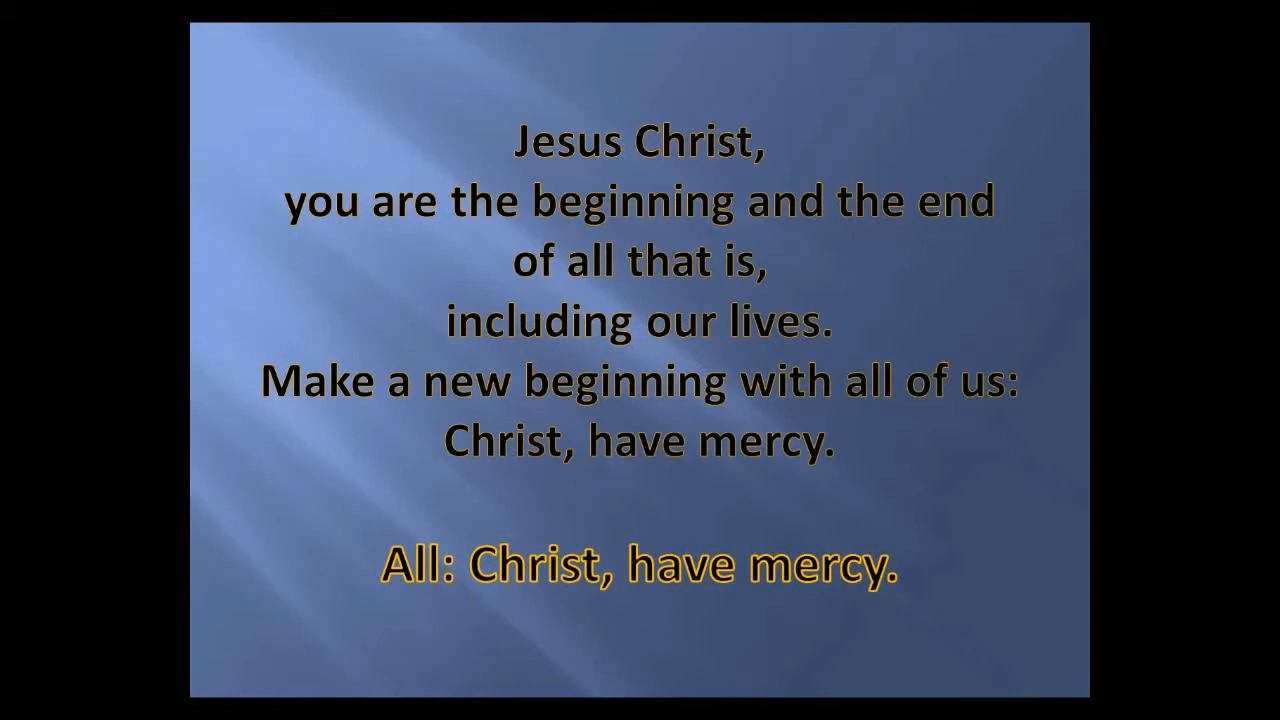 Jesus Christ,
you are the beginning and the end
of all that is,
including our lives.
Make a new beginning with all of us:
Christ, have mercy.
All: Christ, have mercy.